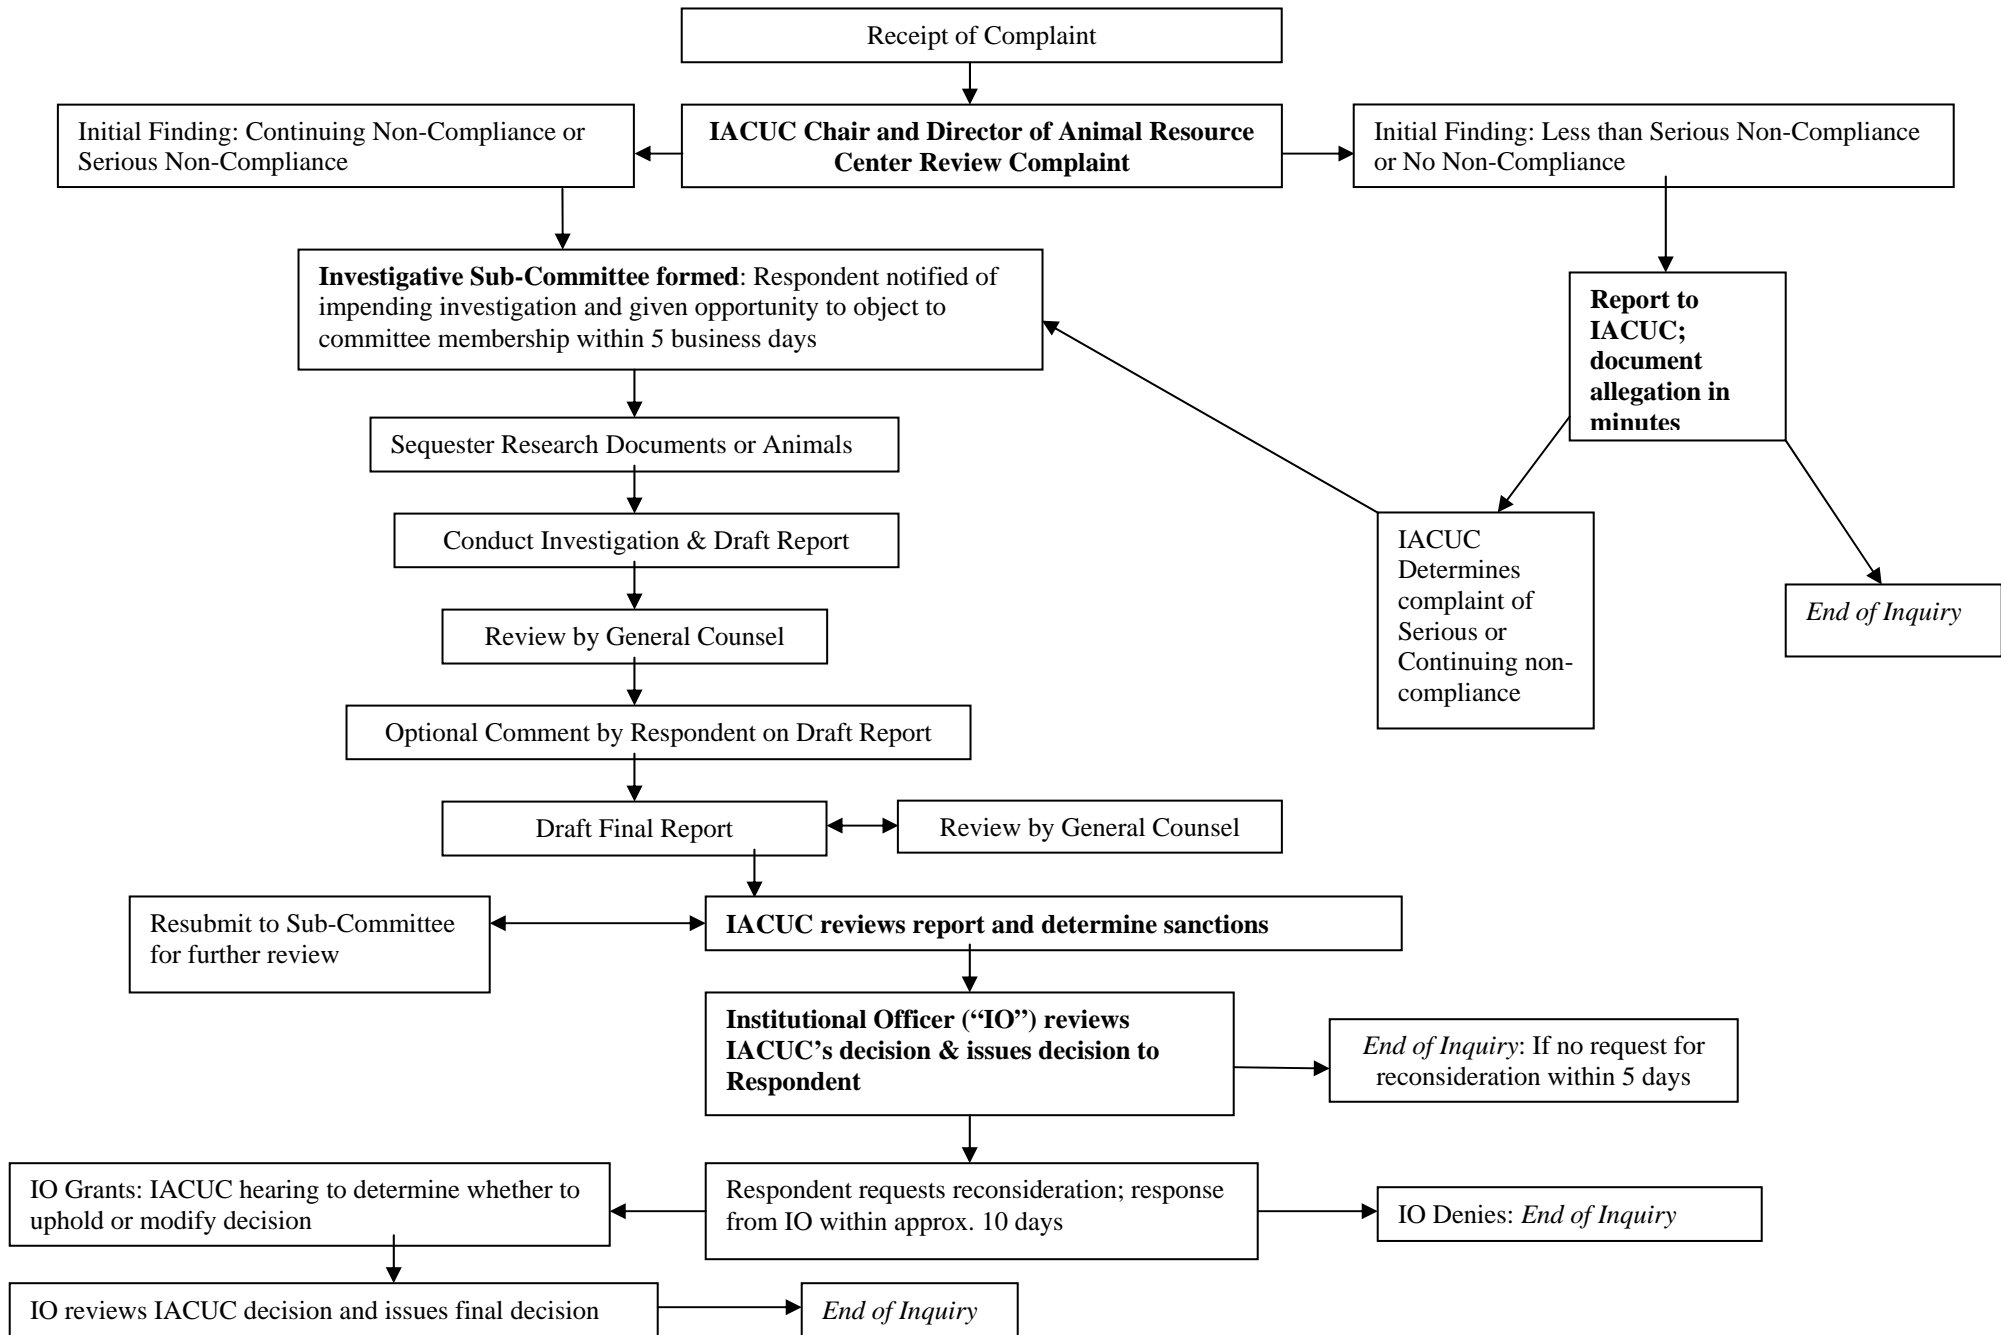 Receipt of Complaint
Initial Finding: Continuing Non-Compliance or
Serious Non-Compliance
IACUC Chair and Director of Animal Resource
Center Review Complaint
Initial Finding: Less than Serious Non-Compliance
or No Non-Compliance
Investigative Sub-Committee formed: Respondent notified of
impending investigation and given opportunity to object to
committee membership within 5 business days
Report to
IACUC;
document
allegation in
minutes
Sequester Research Documents or Animals
Conduct Investigation & Draft Report
IACUC
Determines
complaint of
Serious or
Continuing non-
compliance
End of Inquiry
Review by General Counsel
Optional Comment by Respondent on Draft Report
Draft Final Report
Review by General Counsel
Resubmit to Sub-Committee
for further review
IACUC reviews report and determine sanctions
Institutional Officer (“IO”) reviews
IACUC’s decision & issues decision to
Respondent
End of Inquiry: If no request for
reconsideration within 5 days
IO Grants: IACUC hearing to determine whether to
uphold or modify decision
Respondent requests reconsideration; response
from IO within approx. 10 days
IO Denies: End of Inquiry
IO reviews IACUC decision and issues final decision
End of Inquiry